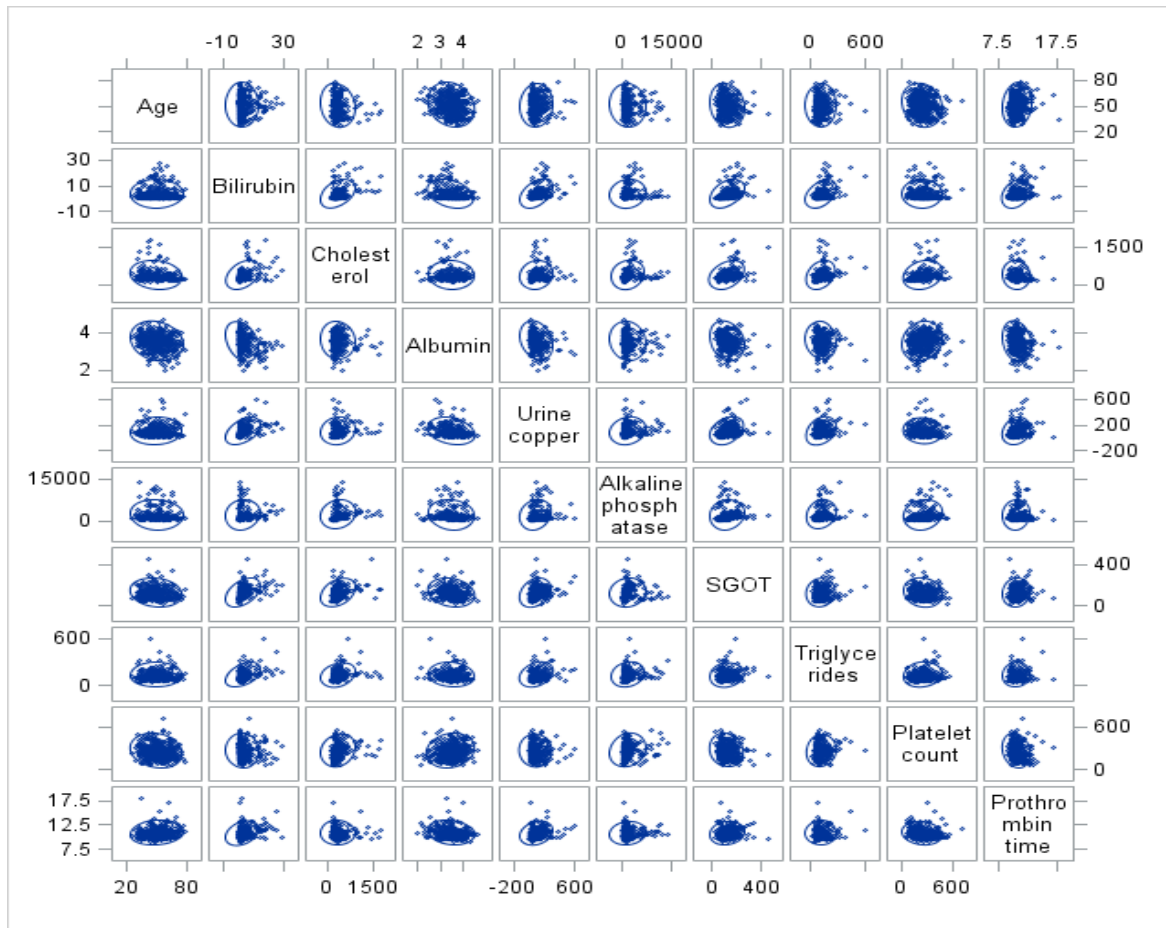 -10 30 2 3 4 0 15000 0 600 7.5 17.5
Age
80
50
20
30
10
-10
Bilirubin
Cholest
erol
1500
0
4
2
Albumin
Urine
copper
600
200
-200
15000
0
Alkaline
phosph
atase
SGOT
400
0
600
0
Triglyce
rides
Platelet
count
600
0
17.5
12.5
7.5
Prothro
mbin
time
20 80 0 1500 -200 600 0 400 0 600